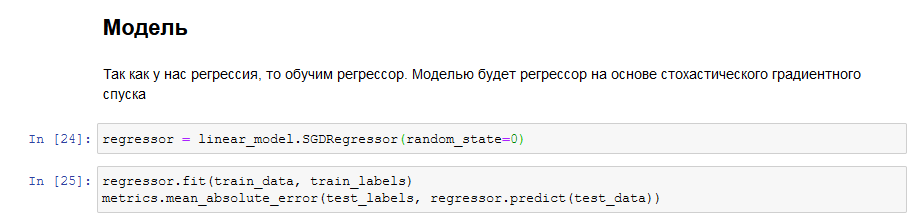 Модель
Так как у нас регрессия, то обучим регрессор. Моделью будет регрессор на основе стохастического градиентного
спуска
In [24]: regressor = linear_model.SGDRegressor(random_state=0)
In [25]: regressor.fit(train_data, train_labels)
metrics.mean_absolute_error(test_labels, regressor.predict(test_data))